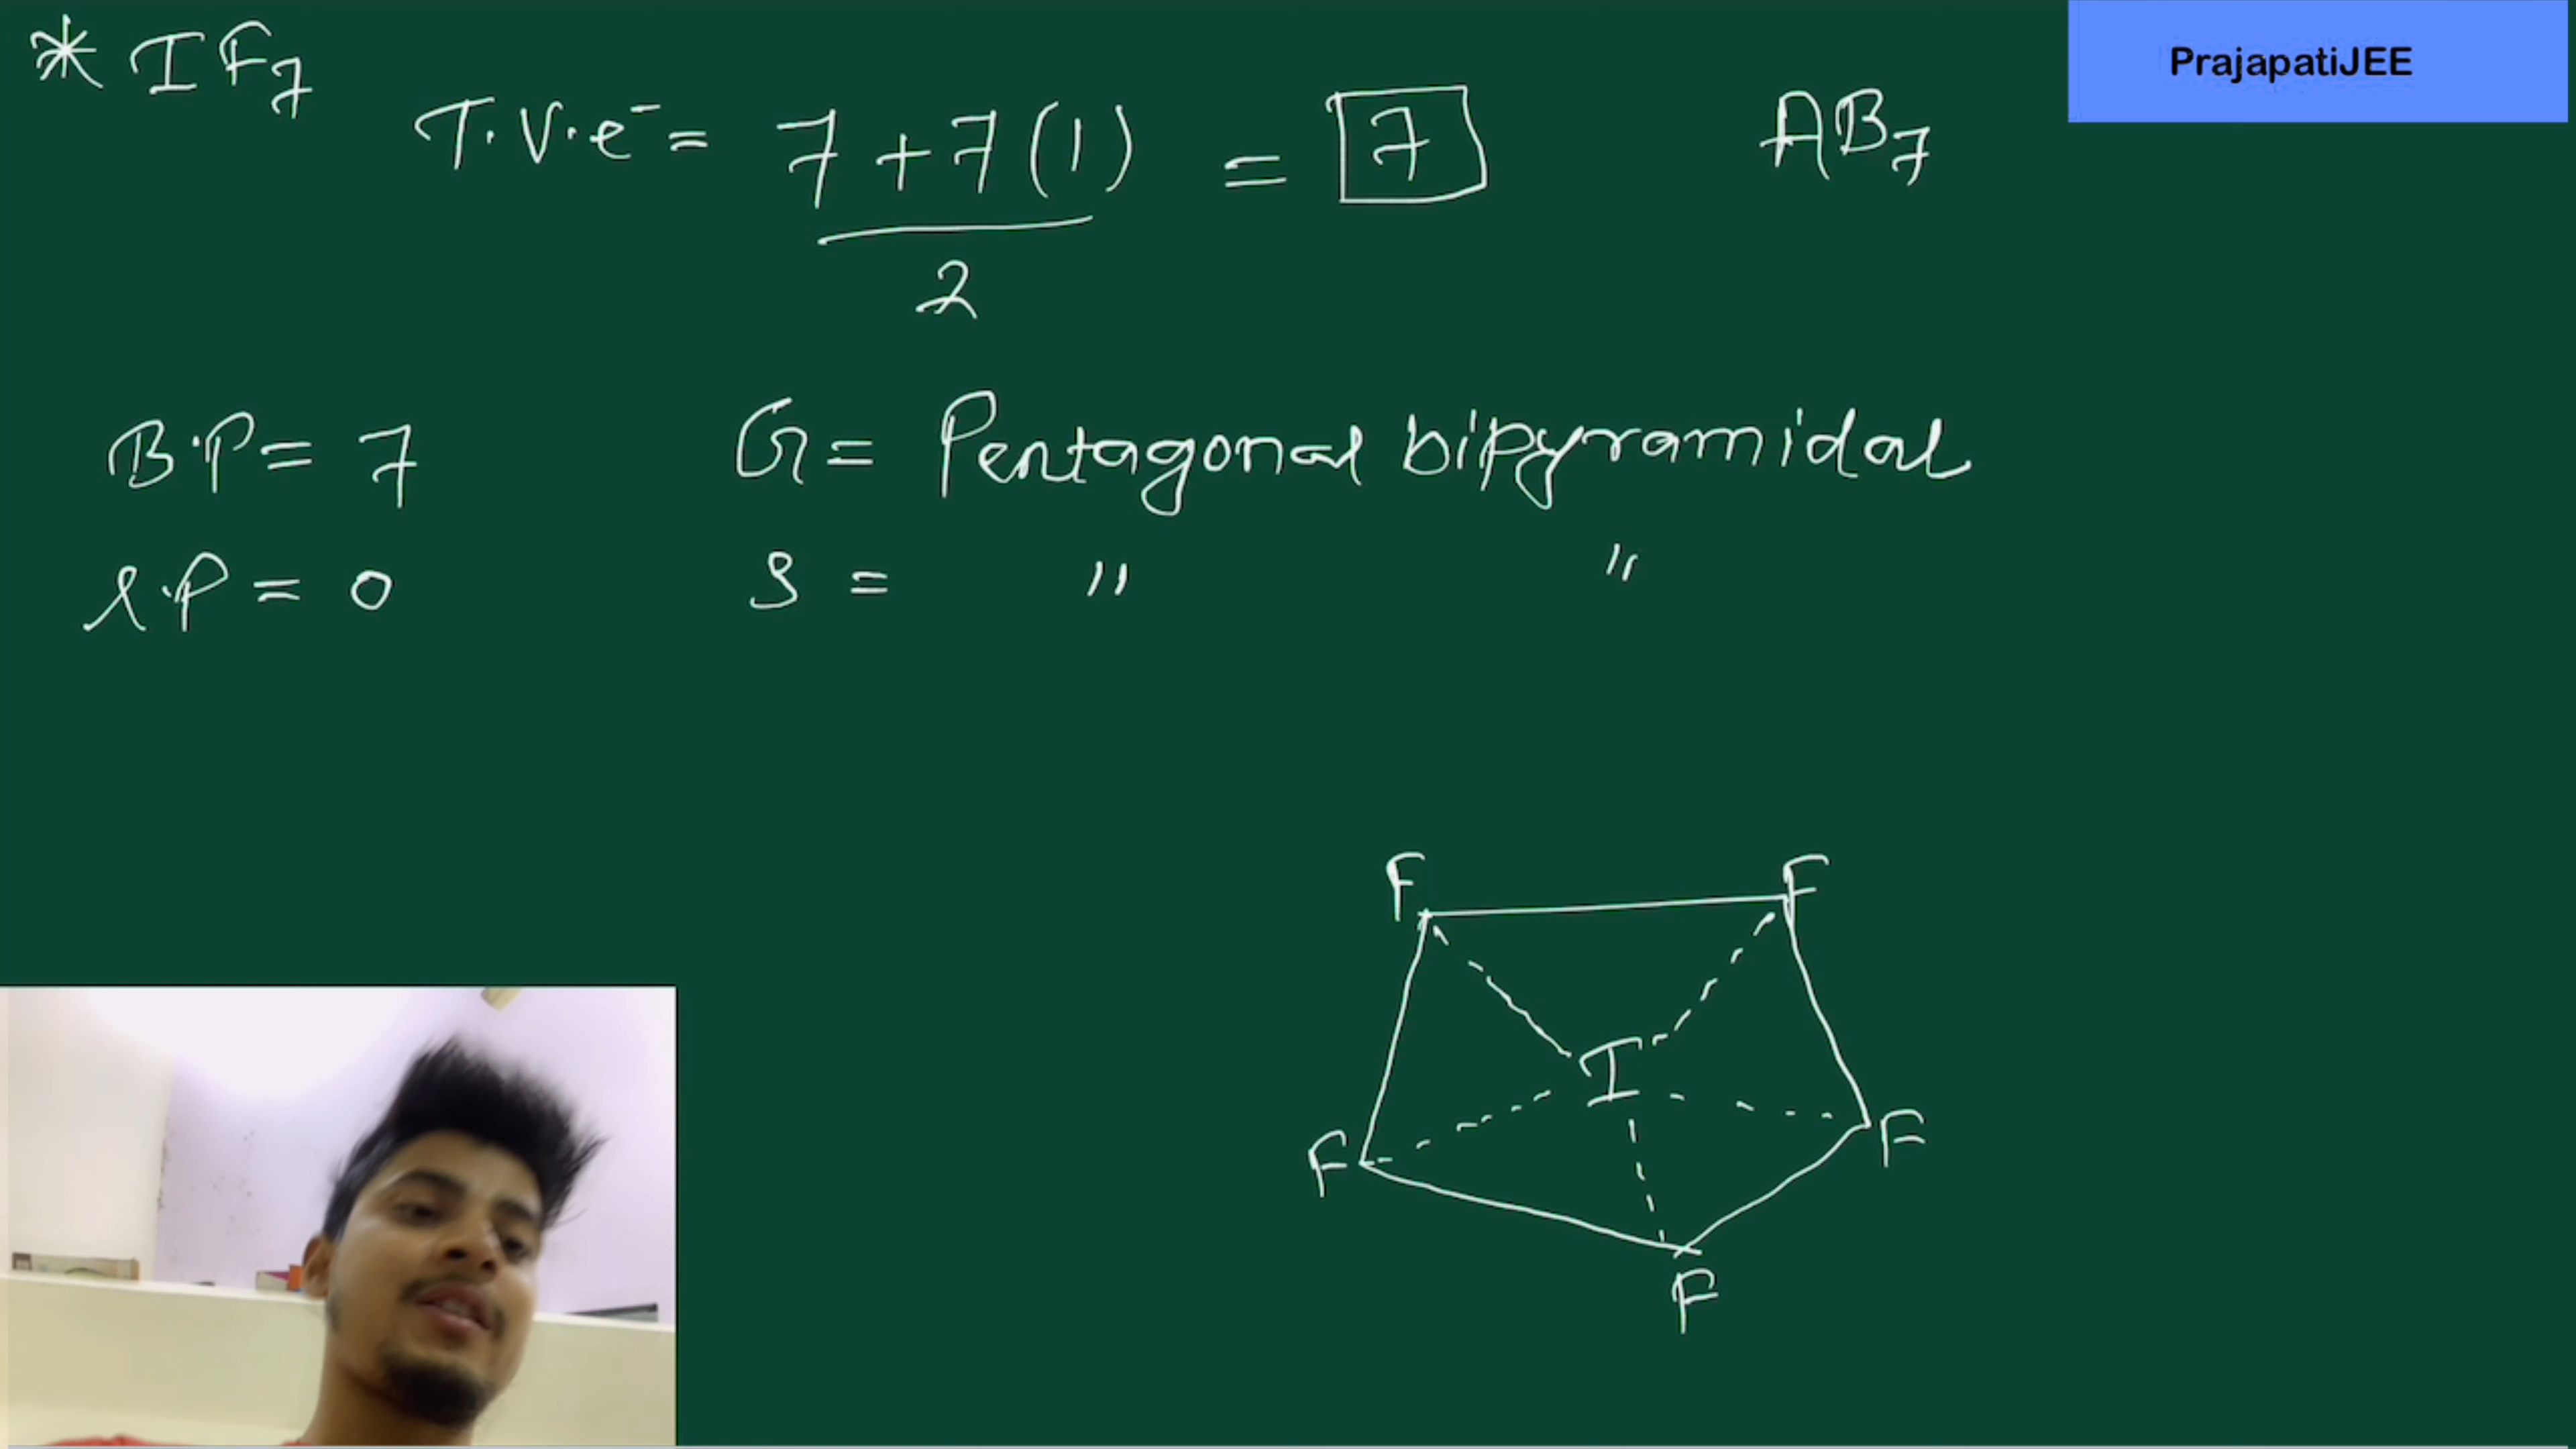 * IF₇
PrajapatiJEE
T.V.e⁻ = 7 + 7(1) / 2 = 7
AB₇
B.P = 7
G = Pentagonal bipyramidal
l.P = 0
S = " "
F F
I
F F
F